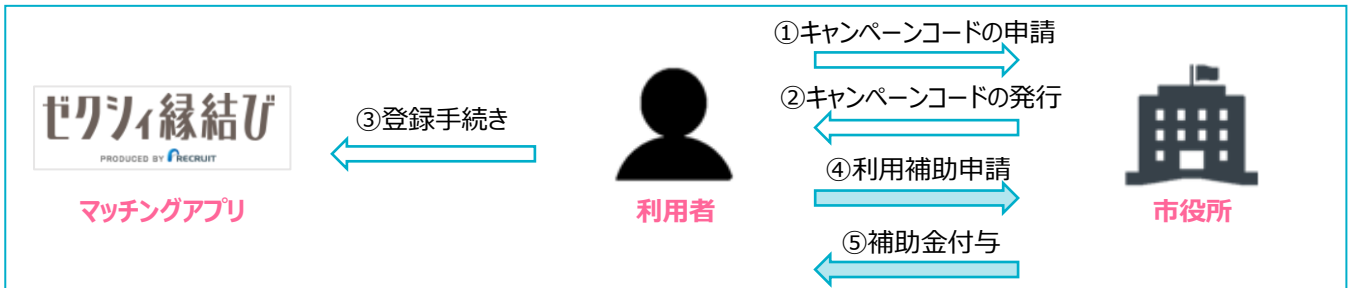 ①キャンペーンコードの申請
②キャンペーンコードの発行
ゼクシィ縁結び
PRODUCED BY RECRUIT
③登録手続き
④利用補助申請
マッチングアプリ
利用者
市役所
⑤補助金付与